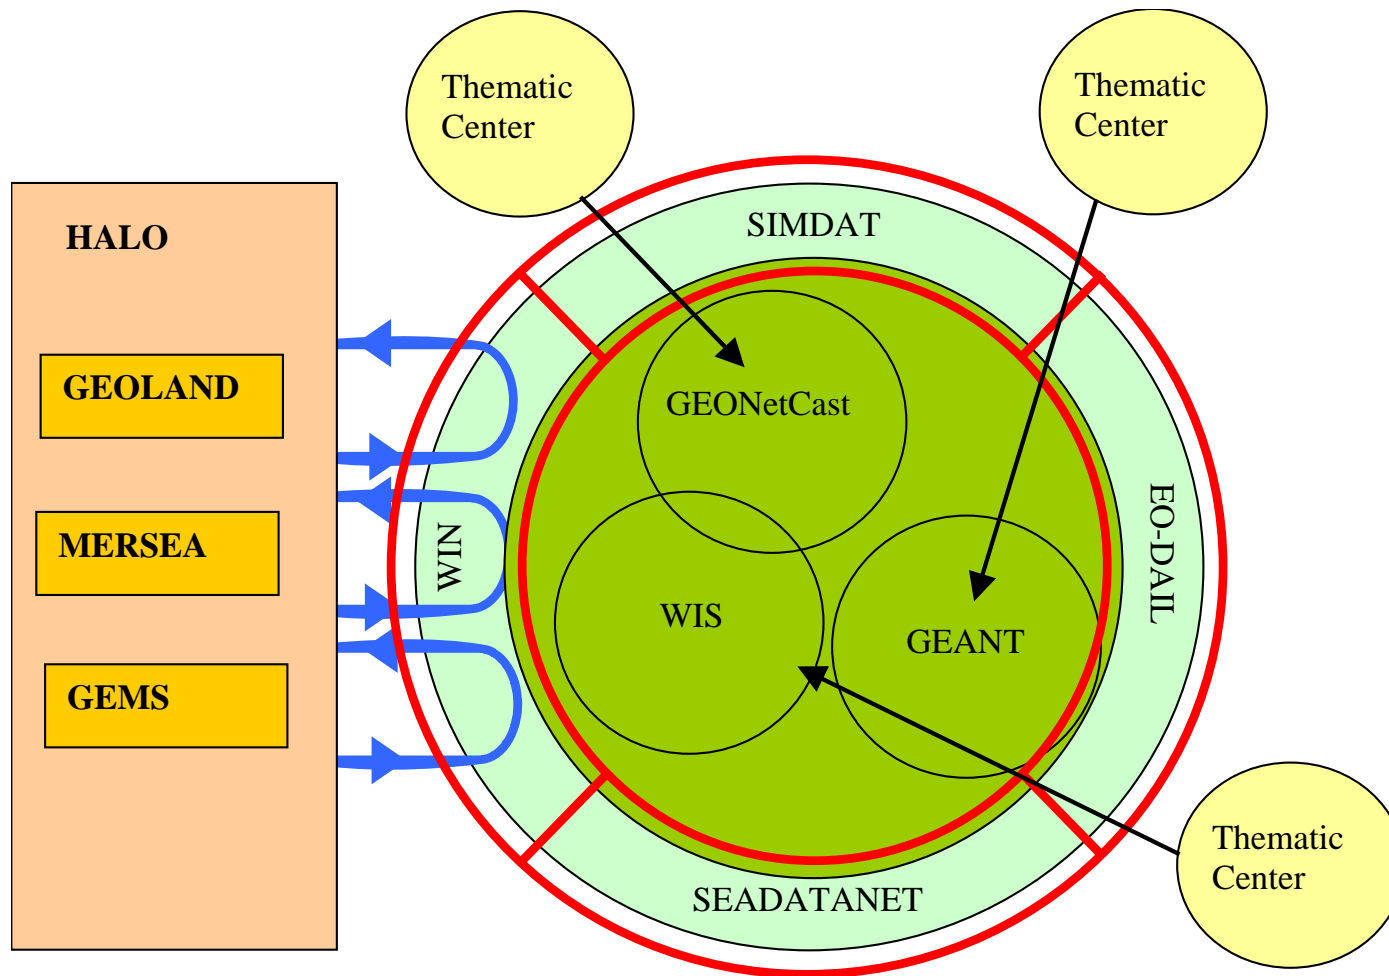 Thematic
Center
Thematic
Center
HALO
SIMDAT
GEOLAND
GEONetCast
MERSEA
WIN
EO-DAIL
WIS
GEANT
GEMS
Thematic
Center
SEADATANET